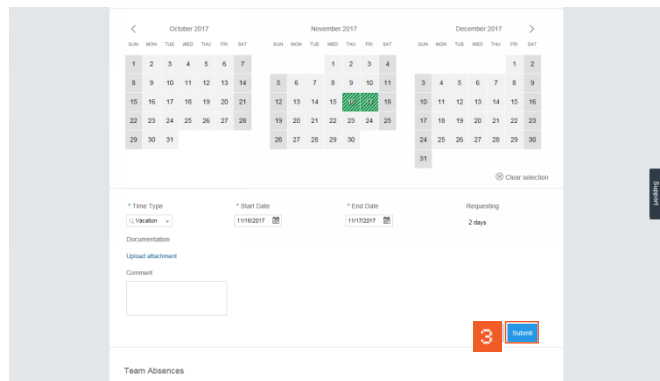 October 2017 November 2017 December 2017
SUN MON TUE WED THU FRI SAT SUN MON TUE WED THU FRI SAT SUN MON TUE WED THU FRI SAT
1 2 3 4 5 6 7 1 2 3 4 1 2
8 9 10 11 12 13 14 5 6 7 8 9 10 11 3 4 5 6 7 8 9
15 16 17 18 19 20 21 12 13 14 15 16 17 18 10 11 12 13 14 15 16
22 23 24 25 26 27 28 19 20 21 22 23 24 25 17 18 19 20 21 22 23
29 30 31 26 27 28 29 30 24 25 26 27 28 29 30
31
Clear selection
Support
* Time Type * Start Date * End Date Requesting
Vacation 11/16/2017 11/17/2017 2 days
Documentation
Upload attachment
Comment
3 Submit
Team Absences